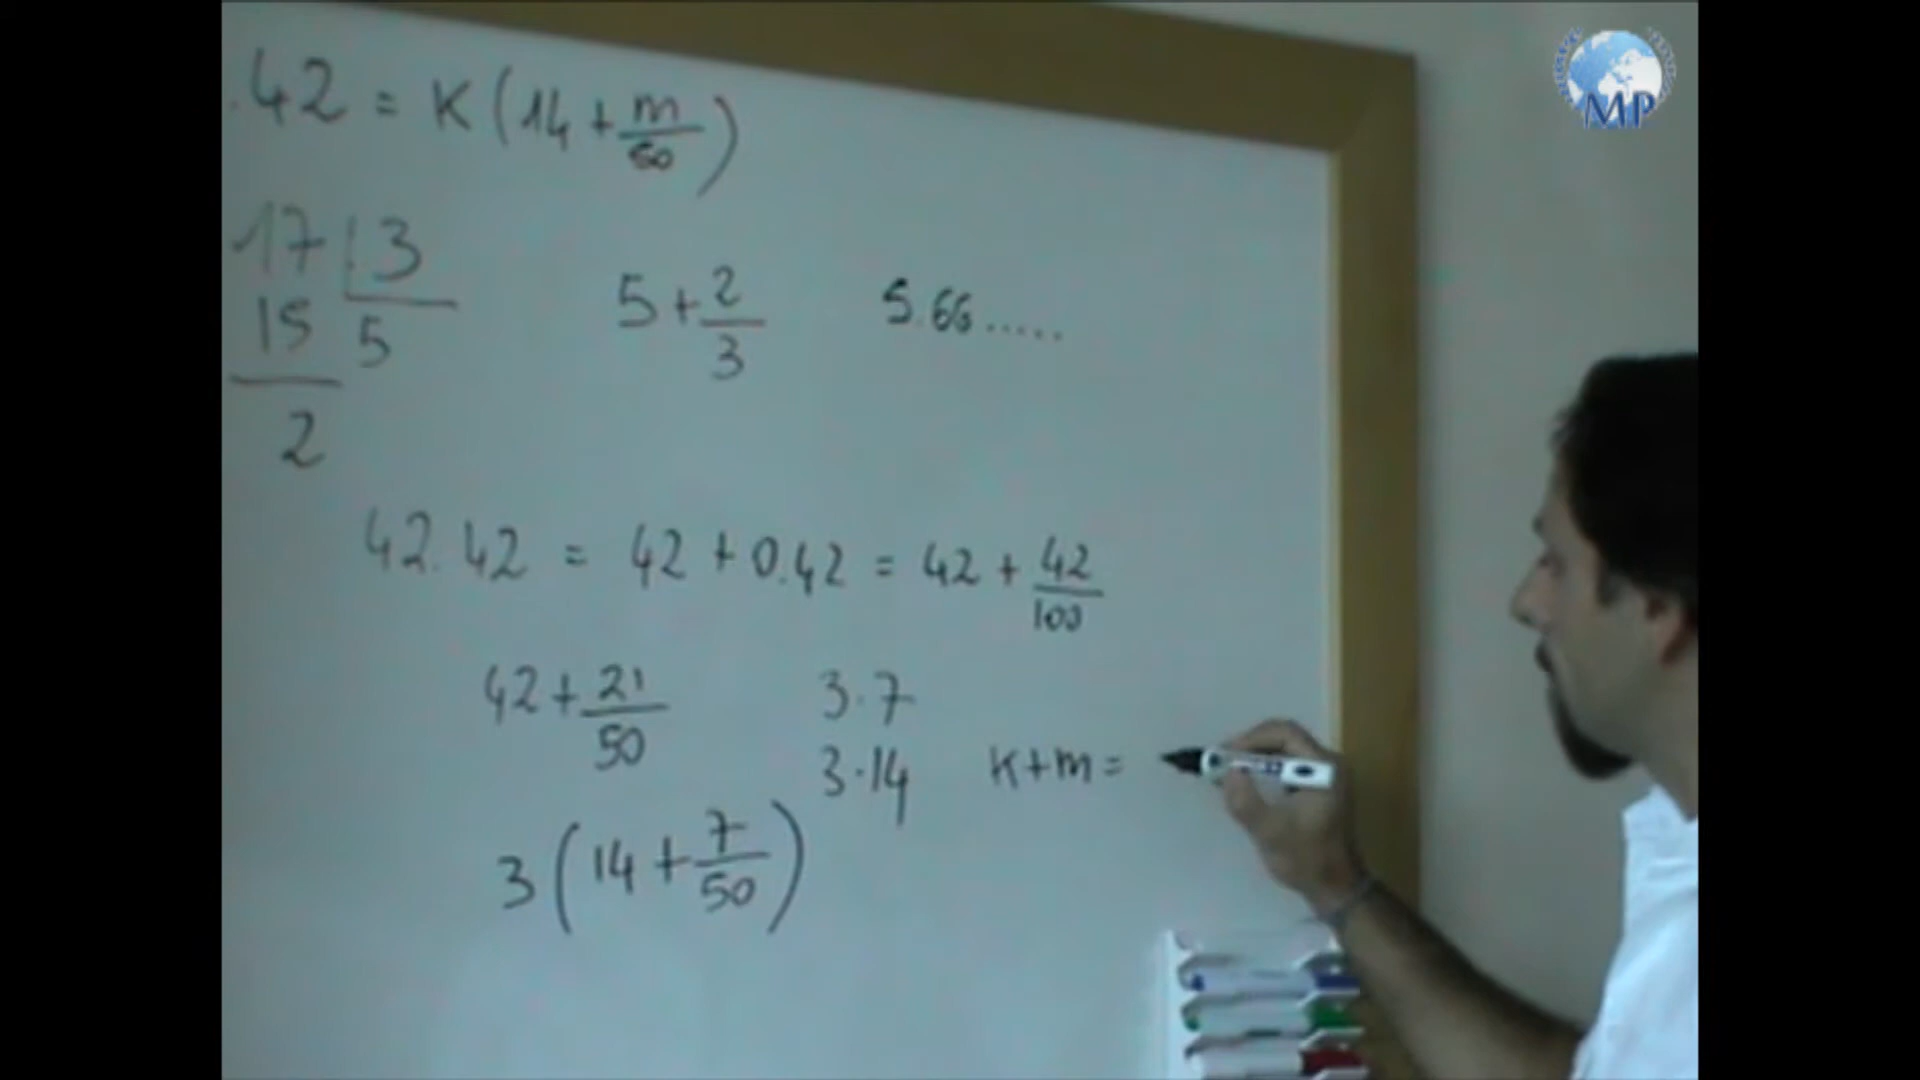 .42 = K(14 + m/50)
17 | 3
15 5
2
5 + 2/3
5.66.....
42.42 = 42 + 0.42 = 42 + 42/100
42 + 21/50
3·7
3·14
K+m =
3(14 + 7/50)
MP